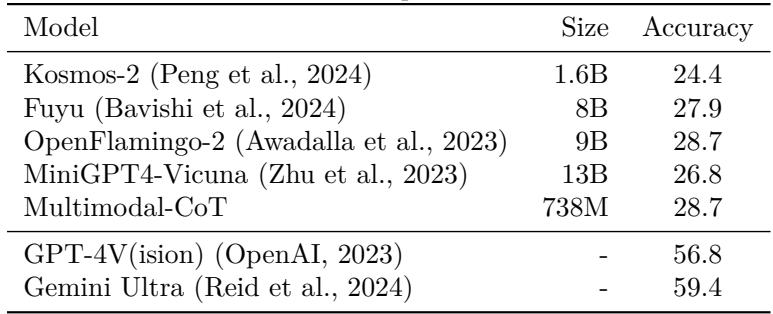 Model Size Accuracy
Kosmos-2 (Peng et al., 2024) 1.6B 24.4
Fuyu (Bavishi et al., 2024) 8B 27.9
OpenFlamingo-2 (Awadalla et al., 2023) 9B 28.7
MiniGPT4-Vicuna (Zhu et al., 2023) 13B 26.8
Multimodal-CoT 738M 28.7
GPT-4V(ision) (OpenAI, 2023) - 56.8
Gemini Ultra (Reid et al., 2024) - 59.4